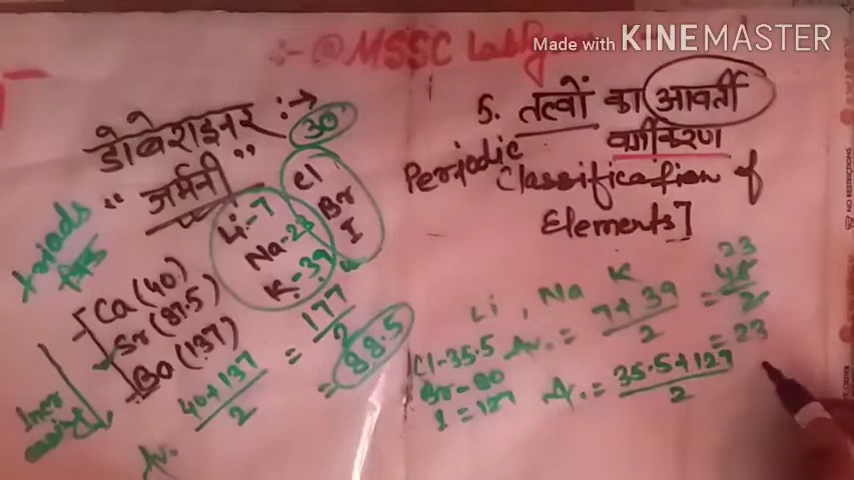 Made with KINEMASTER
:- @MSSC
डोबेराइनर :→
30
" जर्मनी "
Cl
Br
I
Li-7
Na-23
K-39
triads
Ca (40)
Sr (87.5)
Ba (137)
Av. 40+137/2 = 177/2
= 88.5
5. तत्वों का आवर्ती
वर्गीकरण
Periodic Classification of
Elements]
Li, Na K
Av. = 7+39/2 = 46/2 23
= 23
Cl-35.5
Br-80
I=127
Av. = 35.5+127/2